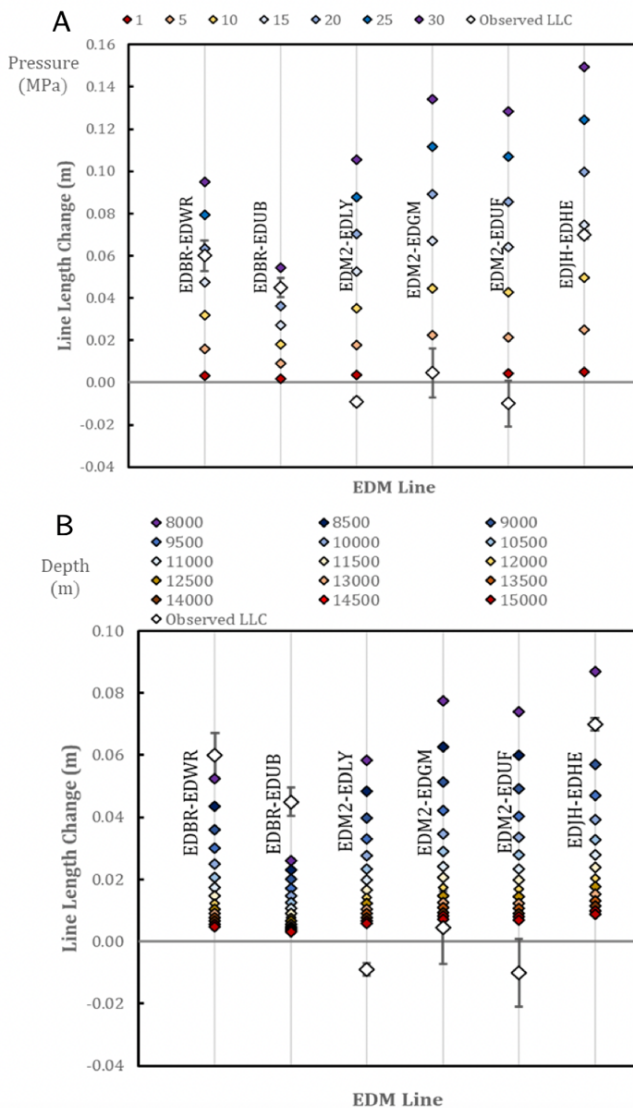 A
1 5 10 15 20 25 30 Observed LLC
Pressure
(MPa)
Line Length Change (m)
0.16
0.14
0.12
0.10
0.08
0.06
0.04
0.02
0.00
-0.02
-0.04
EDBR-EDWR
EDBR-EDUB
EDM2-EDLY
EDM2-EDGM
EDM2-EDUF
EDJH-EDHE
EDM Line
B
8000 8500 9000
9500 10000 10500
11000 11500 12000
12500 13000 13500
14000 14500 15000
Observed LLC
Depth
(m)
Line Length Change (m)
0.10
0.08
0.06
0.04
0.02
0.00
-0.02
-0.04
EDBR-EDWR
EDBR-EDUB
EDM2-EDLY
EDM2-EDGM
EDM2-EDUF
EDJH-EDHE
EDM Line